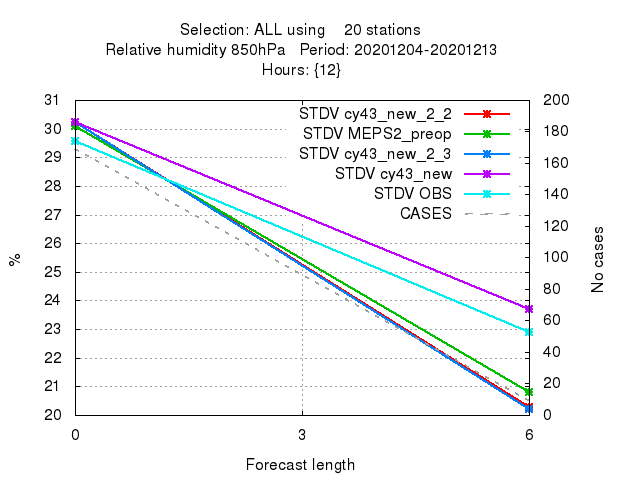 Selection: ALL using    20 stations
Relative humidity 850hPa   Period: 20201204-20201213
Hours: {12}
STDV cy43_new_2_2
STDV MEPS2_preop
STDV cy43_new_2_3
STDV cy43_new
STDV OBS
CASES
%
31
30
29
28
27
26
25
24
23
22
21
20
200
180
160
140
120
100
80
60
40
20
0
No cases
0 3 6
Forecast length